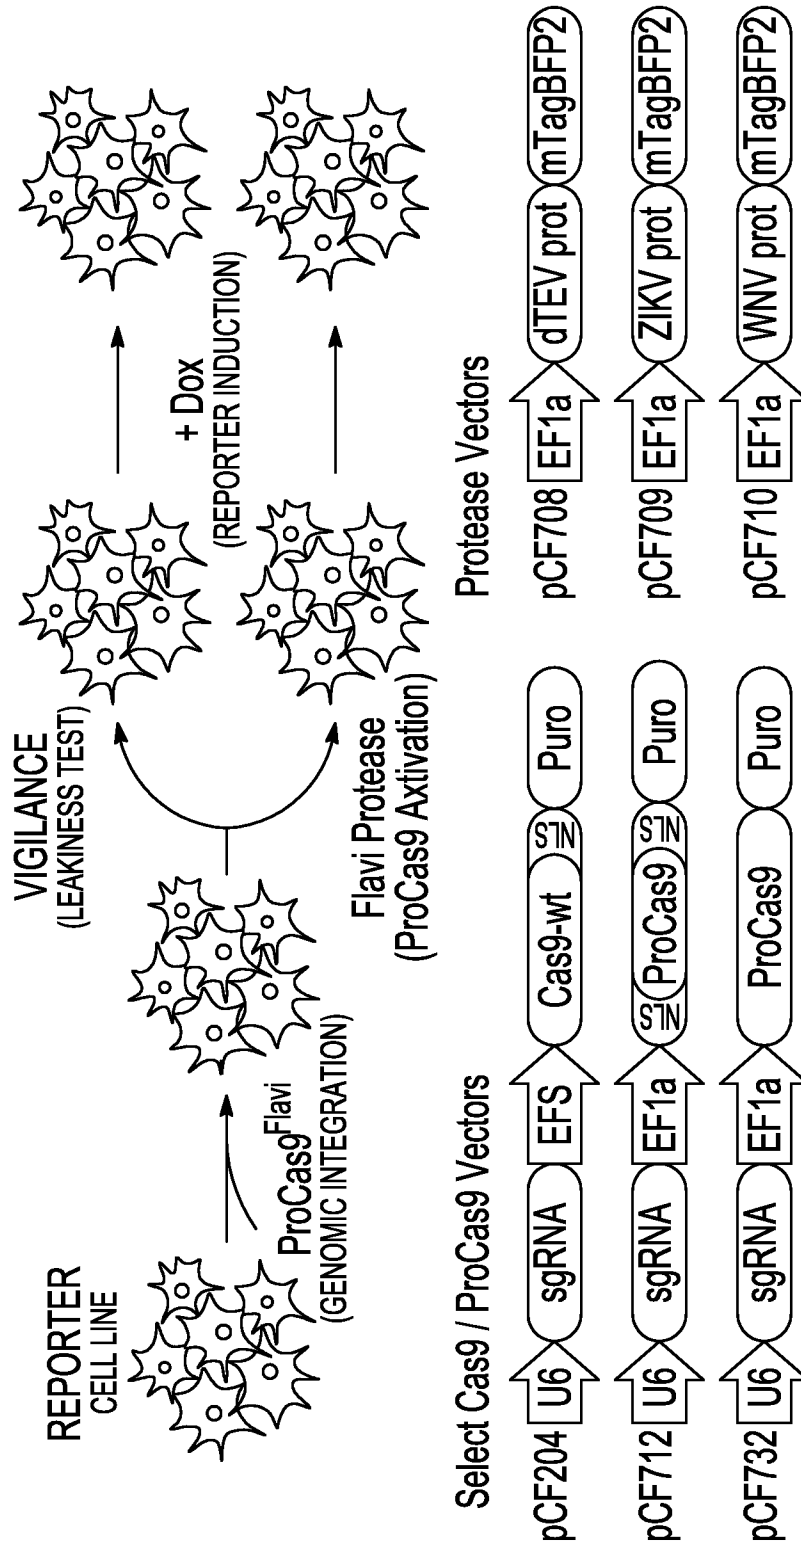 REPORTER
CELL LINE
ProCas9Flavi
(GENOMIC INTEGRATION)
VIGILANCE
(LEAKINESS TEST)
Flavi Protease
(ProCas9 Axtivation)
+ Dox
(REPORTER INDUCTION)
Select Cas9 / ProCas9 Vectors
pCF204 U6 sgRNA EFS Cas9-wt NLS Puro
pCF712 U6 sgRNA EF1a NLS ProCas9 NLS Puro
pCF732 U6 sgRNA EF1a ProCas9 Puro
Protease Vectors
pCF708 EF1a dTEV prot mTagBFP2
pCF709 EF1a ZIKV prot mTagBFP2
pCF710 EF1a WNV prot mTagBFP2